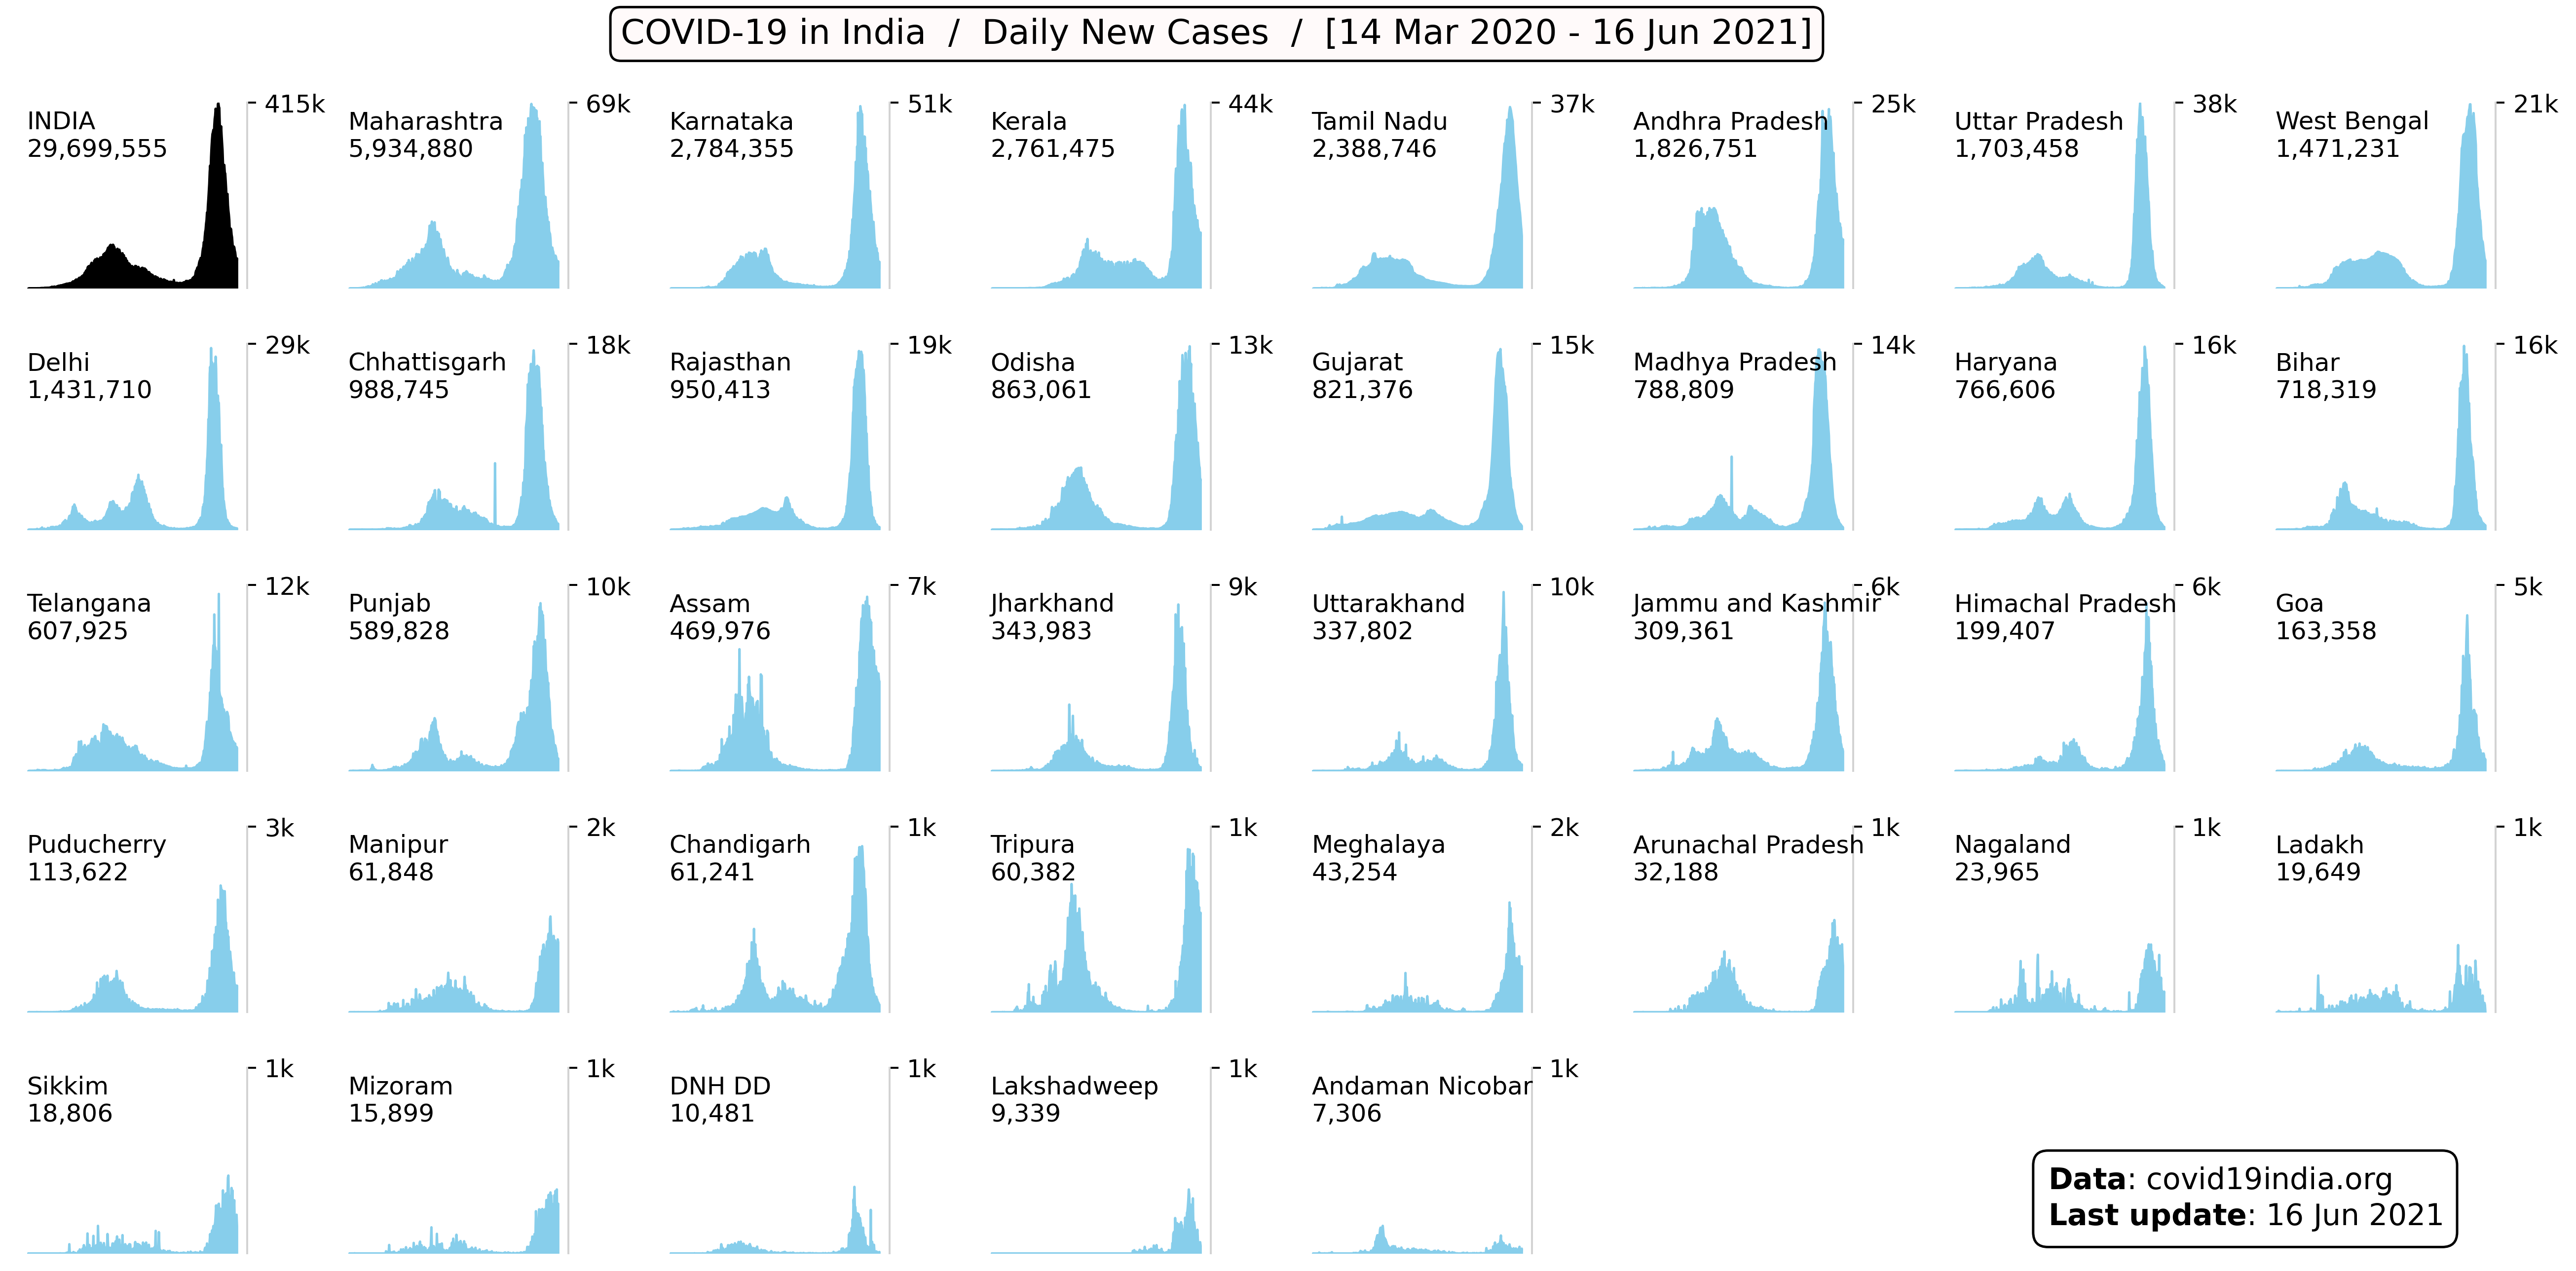 COVID-19 in India / Daily New Cases / [14 Mar 2020 - 16 Jun 2021]
INDIA
29,699,555
415k
Maharashtra
5,934,880
69k
Karnataka
2,784,355
51k
Kerala
2,761,475
44k
Tamil Nadu
2,388,746
37k
Andhra Pradesh
1,826,751
25k
Uttar Pradesh
1,703,458
38k
West Bengal
1,471,231
21k
Delhi
1,431,710
29k
Chhattisgarh
988,745
18k
Rajasthan
950,413
19k
Odisha
863,061
13k
Gujarat
821,376
15k
Madhya Pradesh
788,809
14k
Haryana
766,606
16k
Bihar
718,319
16k
Telangana
607,925
12k
Punjab
589,828
10k
Assam
469,976
7k
Jharkhand
343,983
9k
Uttarakhand
337,802
10k
Jammu and Kashmir
309,361
6k
Himachal Pradesh
199,407
6k
Goa
163,358
5k
Puducherry
113,622
3k
Manipur
61,848
2k
Chandigarh
61,241
1k
Tripura
60,382
1k
Meghalaya
43,254
2k
Arunachal Pradesh
32,188
1k
Nagaland
23,965
1k
Ladakh
19,649
1k
Sikkim
18,806
1k
Mizoram
15,899
1k
DNH DD
10,481
1k
Lakshadweep
9,339
1k
Andaman Nicobar
7,306
1k
Data: covid19india.org
Last update: 16 Jun 2021